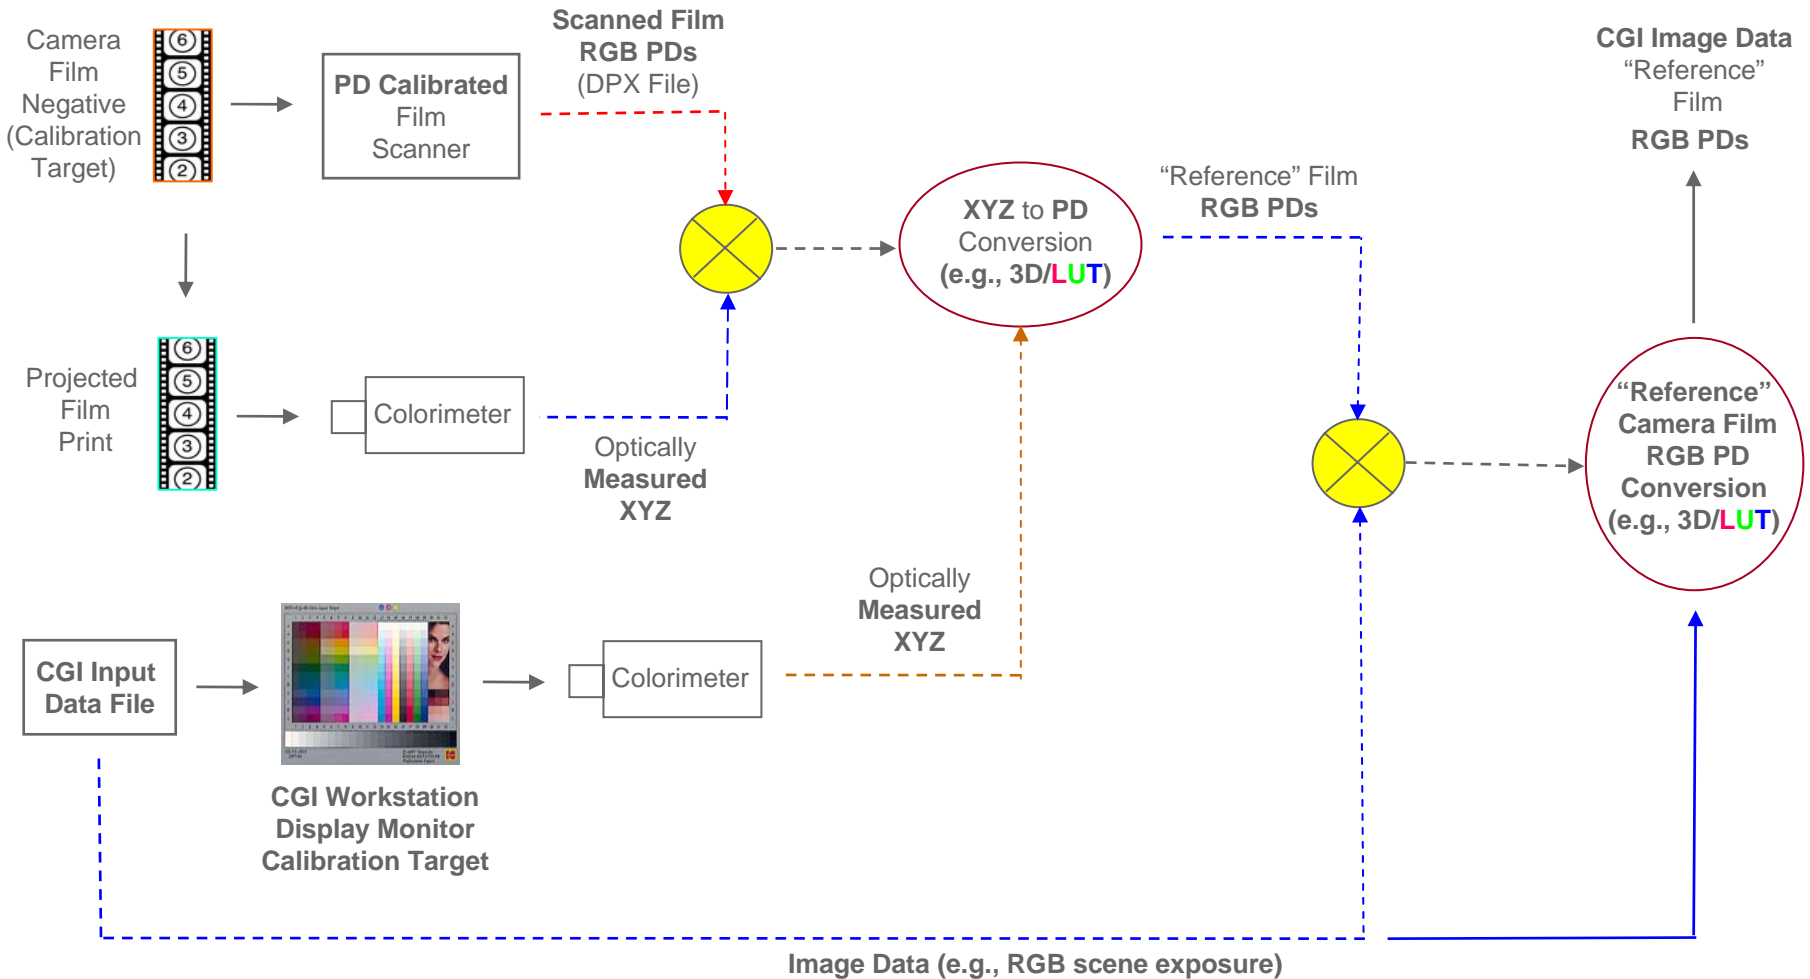 Camera
Film
Negative
(Calibration
Target)
6
5
4
3
2
PD Calibrated
Film
Scanner
Scanned Film
RGB PDs
(DPX File)
XYZ to PD
Conversion
(e.g., 3D/LUT)
“Reference” Film
RGB PDs
CGI Image Data
“Reference”
Film
RGB PDs
Projected
Film
Print
6
5
4
3
2
Colorimeter
Optically
Measured
XYZ
“Reference”
Camera Film
RGB PD
Conversion
(e.g., 3D/LUT)
CGI Input
Data File
CGI Workstation
Display Monitor
Calibration Target
Colorimeter
Optically
Measured
XYZ
Image Data (e.g., RGB scene exposure)